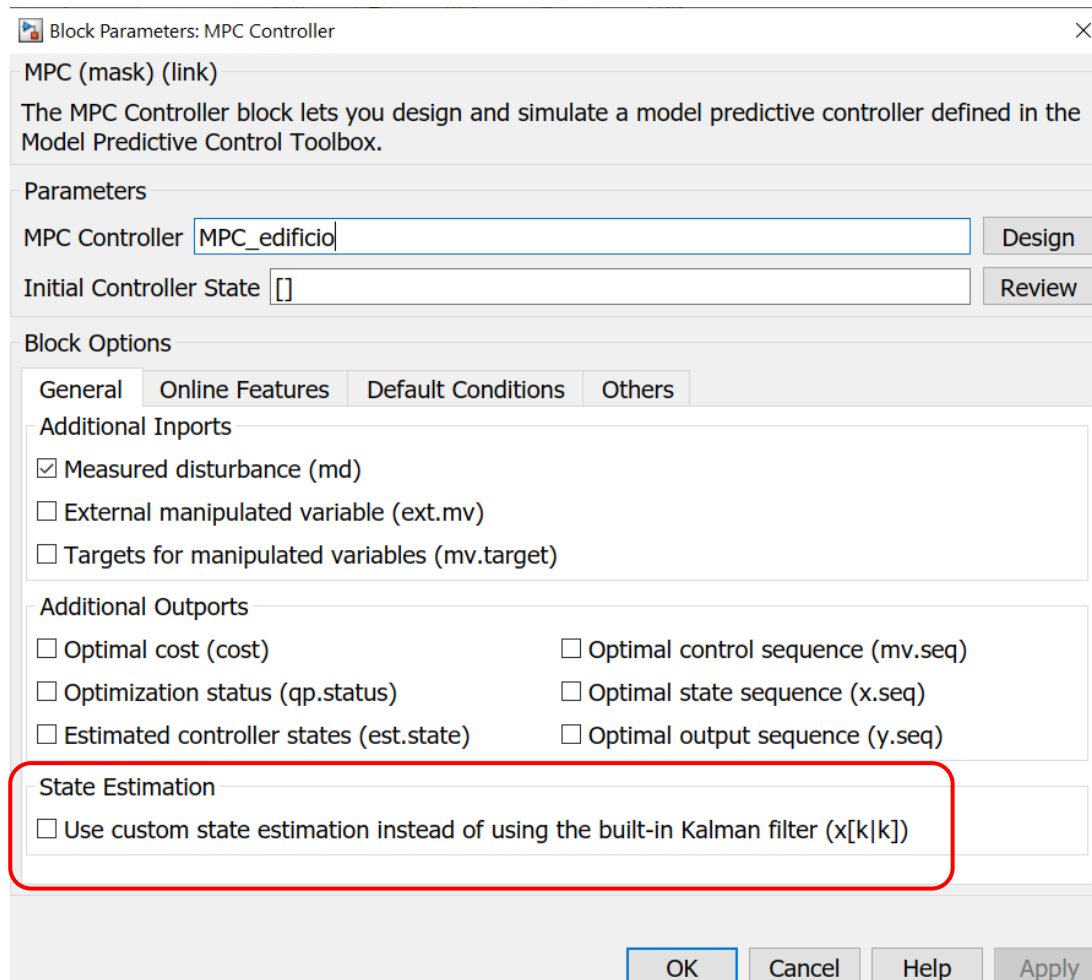 Block Parameters: MPC Controller
MPC (mask) (link)
The MPC Controller block lets you design and simulate a model predictive controller defined in the
Model Predictive Control Toolbox.
Parameters
MPC Controller MPC_edificio Design
Initial Controller State [] Review
Block Options
General Online Features Default Conditions Others
Additional Inports
Measured disturbance (md)
External manipulated variable (ext.mv)
Targets for manipulated variables (mv.target)
Additional Outports
Optimal cost (cost) Optimal control sequence (mv.seq)
Optimization status (qp.status) Optimal state sequence (x.seq)
Estimated controller states (est.state) Optimal output sequence (y.seq)
State Estimation
Use custom state estimation instead of using the built-in Kalman filter (x[k|k])
OK Cancel Help Apply